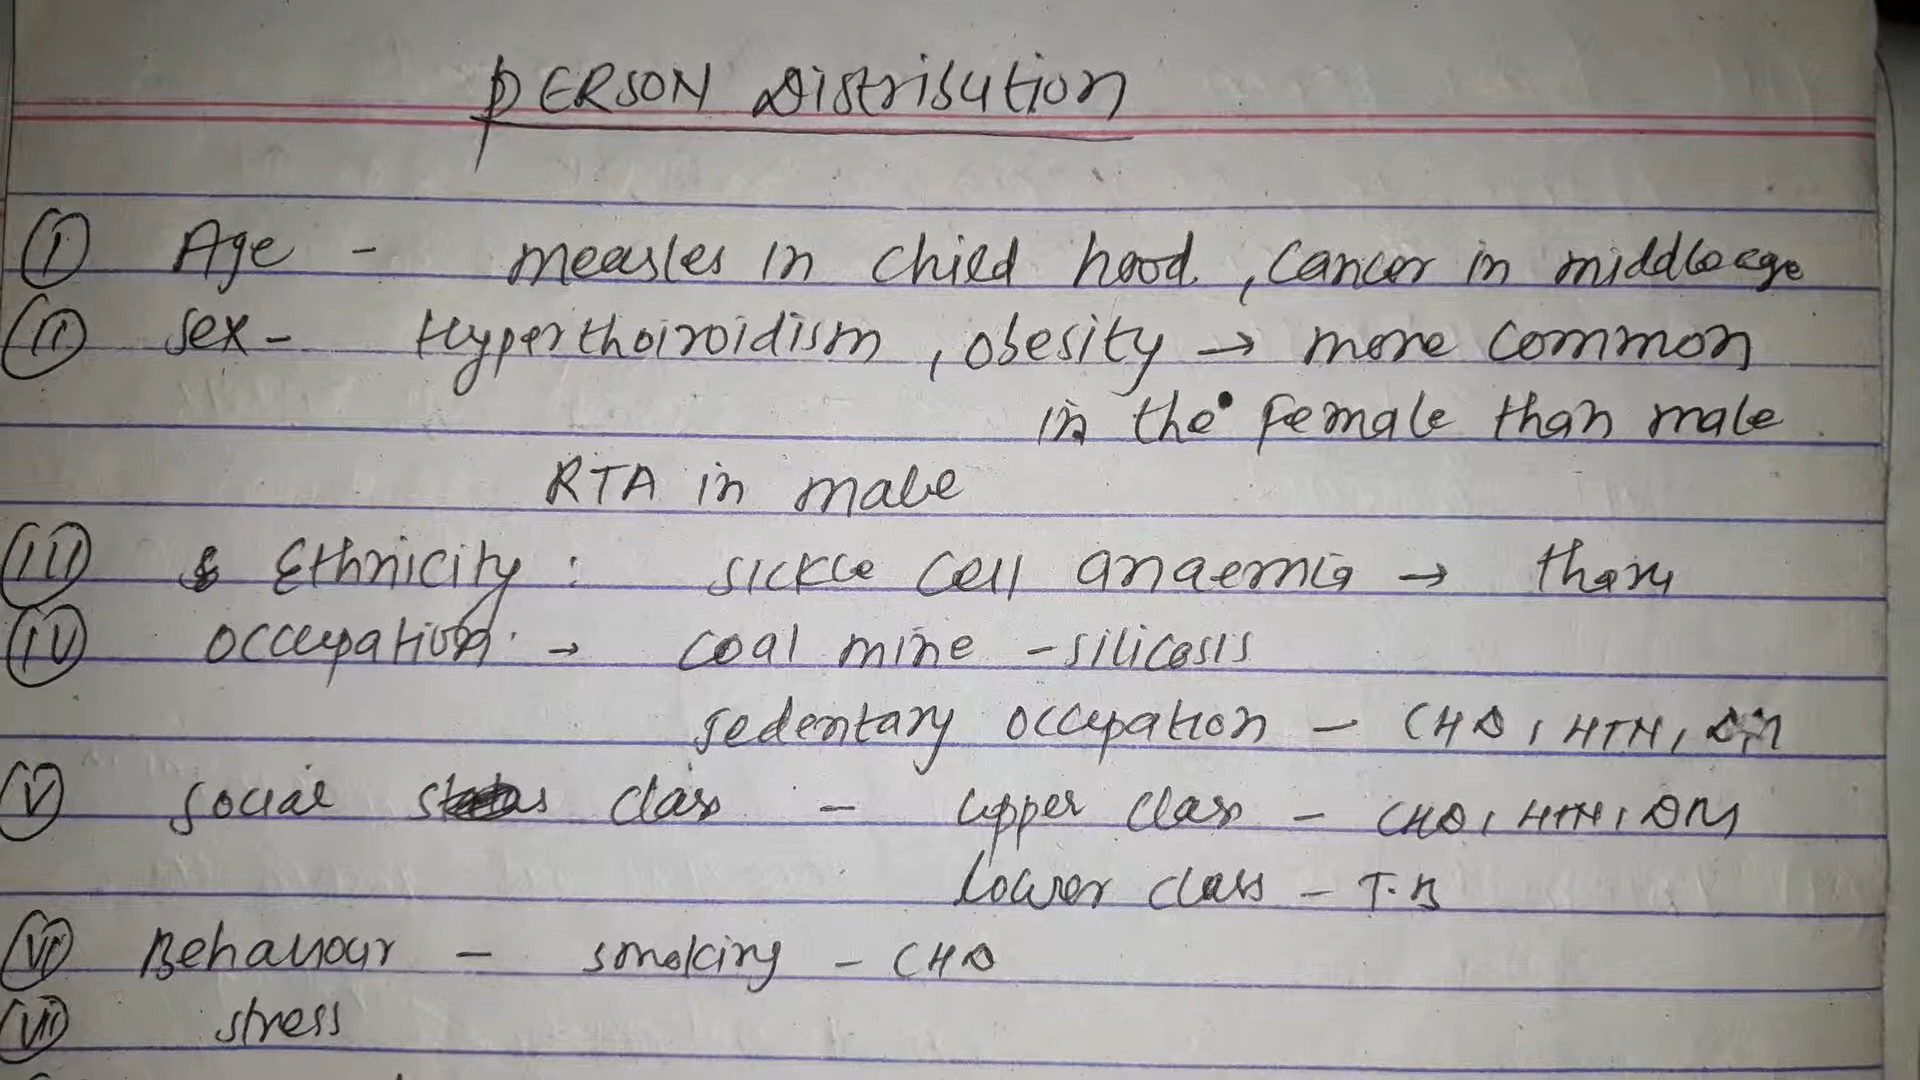 PERSON Distribution
(I) Age - measles in child hood, Cancer in middle age
(II) Sex - Hyperthoiroidism, obesity → more common
in the female than male
RTA in male
(III) Ethnicity : sickle cell anaemia → tharu
(IV) occupation → coal mine - silicosis
sedentary occupation - CHD, HTN, DM
(V) social class - upper class - CHD, HTN, DM
lower class - T.B
(VI) Behaviour - smoking - CHD
(VII) stress